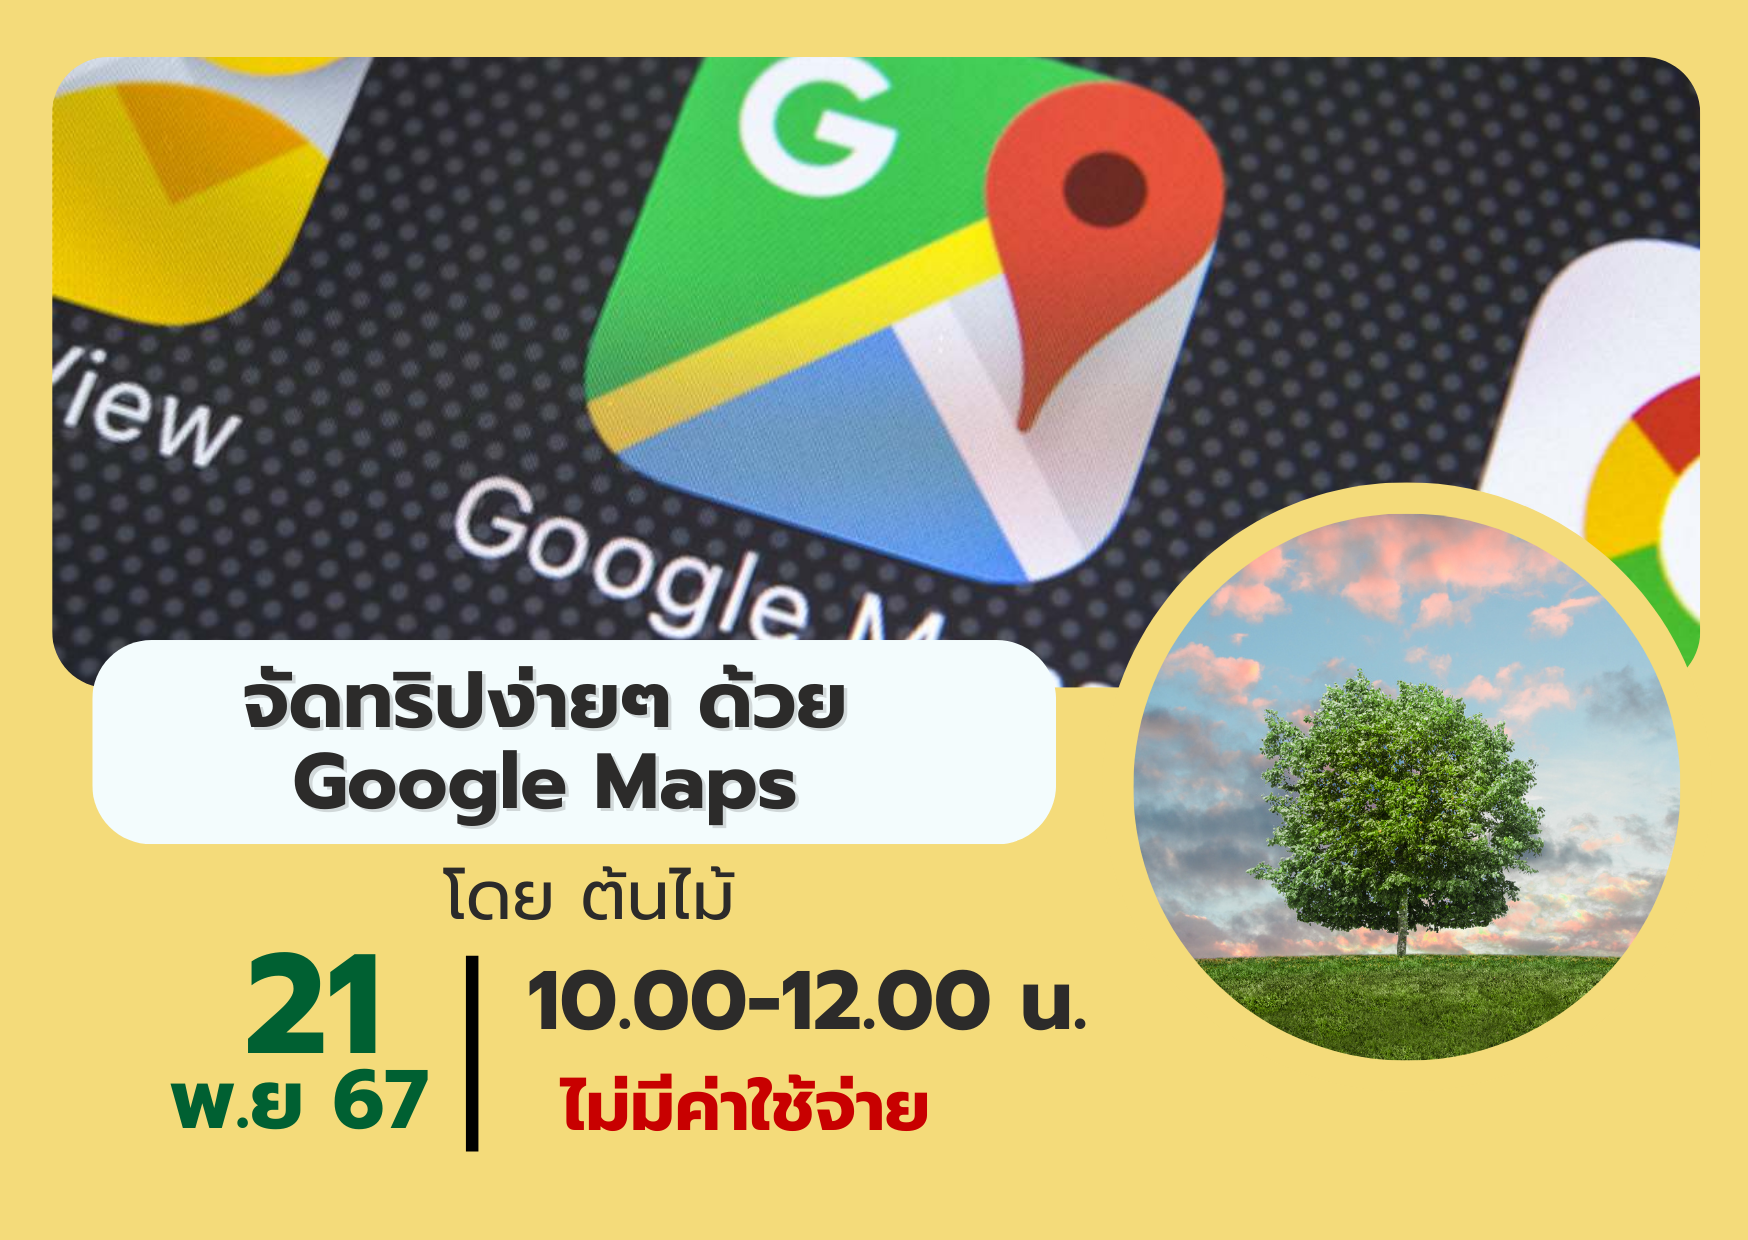 G
View
Google M
จัดทริปง่ายๆ ด้วย
Google Maps
โดย ต้นไม้
21
พ.ย 67
10.00-12.00 น.
ไม่มีค่าใช้จ่าย